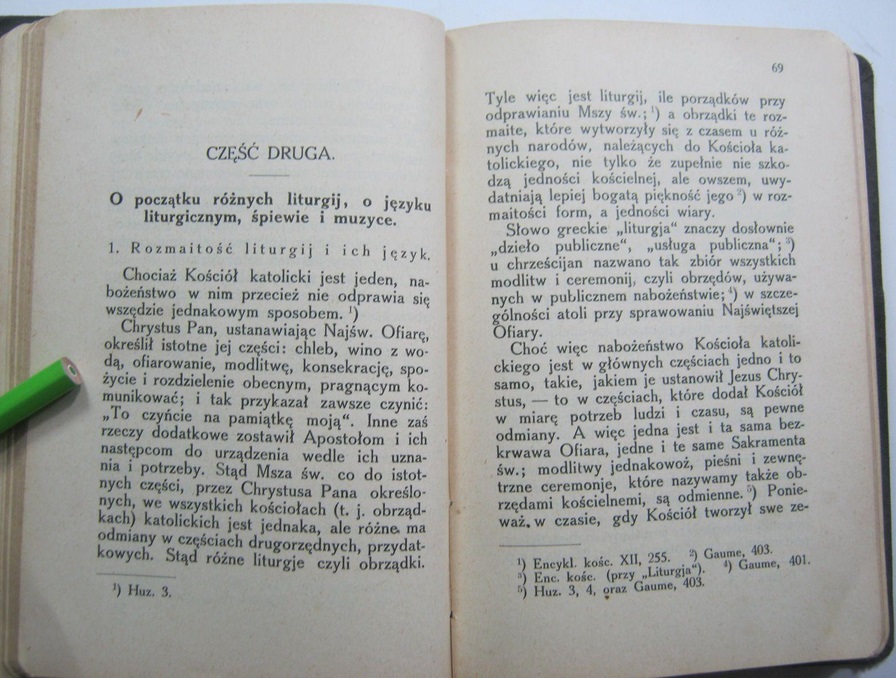 CZĘŚĆ DRUGA.
O początku różnych liturgij, o języku
liturgicznym, śpiewie i muzyce.
1. Rozmaitość liturgij i ich język.
Chociaż Kościół katolicki jest jeden, na-
bożeństwo w nim przecież nie odprawia się
wszędzie jednakowym sposobem. ¹)
Chrystus Pan, ustanawiając Najśw. Ofiarę,
określił istotne jej części: chleb, wino z wo-
dą, ofiarowanie, modlitwę, konsekrację, spo-
życie i rozdzielenie obecnym, pragnącym ko-
munikować; i tak przykazał zawsze czynić:
„To czyńcie na pamiątkę moją“. Inne zaś
rzeczy dodatkowe zostawił Apostołom i ich
następcom do urządzenia wedle ich uzna-
nia i potrzeby. Stąd Msza św. co do istot-
nych części, przez Chrystusa Pana określo-
nych, we wszystkich kościołach (t. j. obrząd-
kach) katolickich jest jednaka, ale różne ma
odmiany w częściach drugorzędnych, przydat-
kowych. Stąd różne liturgje czyli obrządki.
¹) Huz. 3.
69
Tyle więc jest liturgij, ile porządków przy
odprawianiu Mszy św.; ¹) a obrządki te roz-
maite, które wytworzyły się z czasem u róż-
nych narodów, należących do Kościoła ka-
tolickiego, nie tylko że zupełnie nie szko-
dzą jedności kościelnej, ale owszem, uwy-
datniają lepiej bogatą piękność jego ²) w roz-
maitości form, a jedności wiary.
Słowo greckie „liturgja“ znaczy dosłownie
„dzieło publiczne“, „usługa publiczna“; ³)
u chrześcijan nazwano tak zbiór wszystkich
modlitw i ceremonij, czyli obrzędów, używa-
nych w publicznem nabożeństwie; ⁴) w szcze-
gólności atoli przy sprawowaniu Najświętszej
Ofiary.
Choć więc nabożeństwo Kościoła katoli-
ckiego jest w głównych częściach jedno i to
samo, takie, jakiem je ustanowił Jezus Chry-
stus, — to w częściach, które dodał Kościół
w miarę potrzeb ludzi i czasu, są pewne
odmiany. A więc jedna jest i ta sama bez-
krwawa Ofiara, jedne i te same Sakramenta
św.; modlitwy jednakowoż, pieśni i zewnę-
trzne ceremonje, które nazywamy także ob-
rzędami kościelnemi, są odmienne. ⁵) Ponie-
waż w czasie, gdy Kościół tworzył swe ze-
¹) Encykl. kośc. XII, 255. ²) Gaume, 403.
³) Enc. kośc. (przy „Liturgja“). ⁴) Gaume, 401.
⁵) Huz. 3, 4, oraz Gaume, 403.